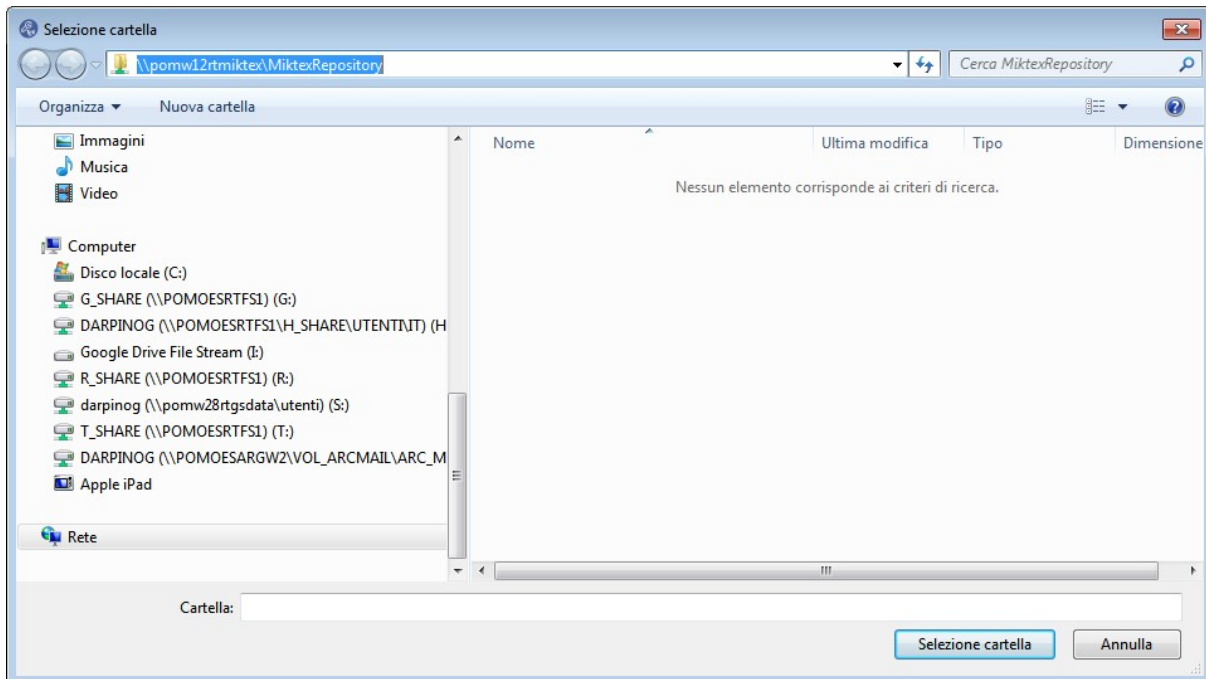 Selezione cartella
\\pomw12rtmiktex\MiktexRepository
Cerca MiktexRepository
Organizza
Nuova cartella
Immagini
Musica
Video
Computer
Disco locale (C:)
G_SHARE (\\POMOESRTFS1) (G:)
DARPINOG (\\POMOESRTFS1\H_SHARE\UTENTI\IT) (H
Google Drive File Stream (I:)
R_SHARE (\\POMOESRTFS1) (R:)
darpinog (\\pomw28rtgsdata\utenti) (S:)
T_SHARE (\\POMOESRTFS1) (T:)
DARPINOG (\\POMOESARGW2\VOL_ARCMAIL\ARC_M
Apple iPad
Rete
Nome Ultima modifica Tipo Dimensione
Nessun elemento corrisponde ai criteri di ricerca.
Cartella:
Selezione cartella
Annulla